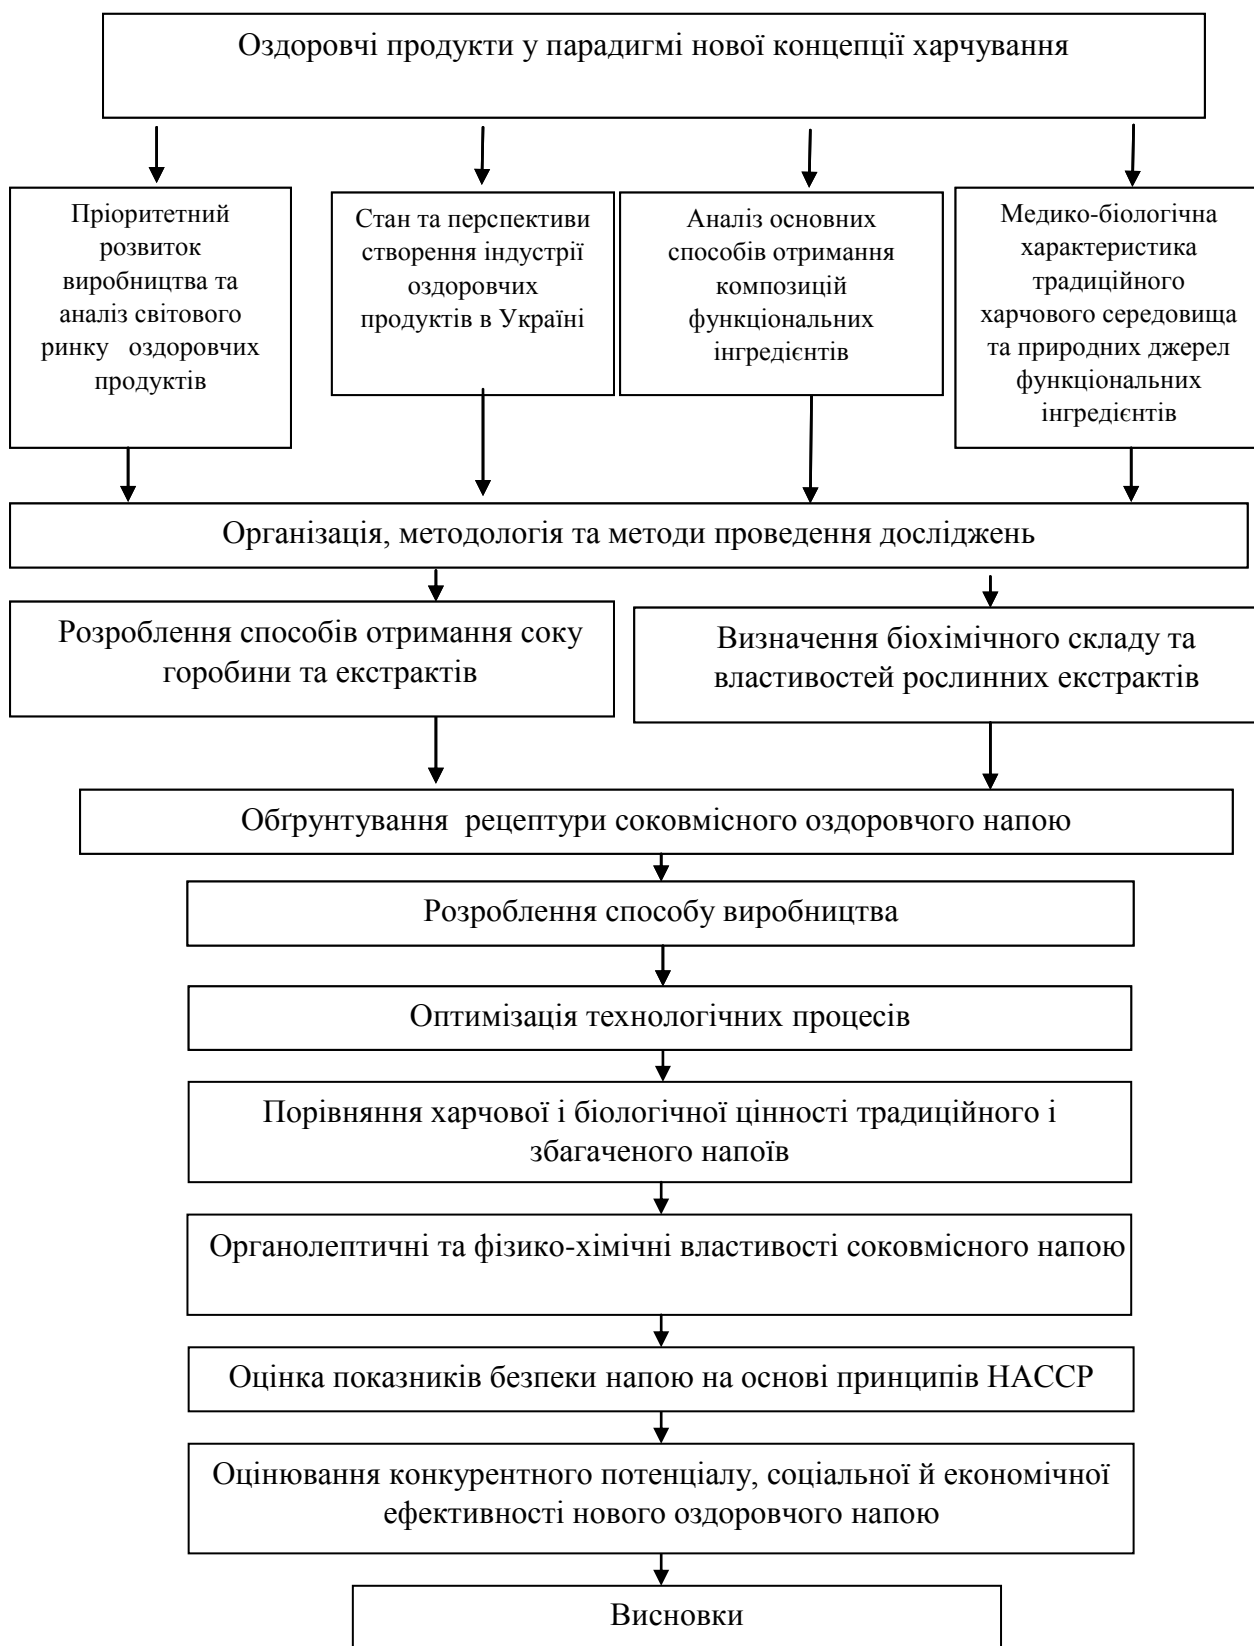 Оздоровчі продукти у парадигмі нової концепції харчування
Пріоритетний
розвиток
виробництва та
аналіз світового
ринку оздоровчих
продуктів
Стан та перспективи
створення індустрії
оздоровчих
продуктів в Україні
Аналіз основних
способів отримання
композицій
функціональних
інгредієнтів
Медико-біологічна
характеристика
традиційного
харчового середовища
та природних джерел
функціональних
інгредієнтів
Організація, методологія та методи проведення досліджень
Розроблення способів отримання соку
горобини та екстрактів
Визначення біохімічного складу та
властивостей рослинних екстрактів
Обґрунтування рецептури соковмісного оздоровчого напою
Розроблення способу виробництва
Оптимізація технологічних процесів
Порівняння харчової і біологічної цінності традиційного і
збагаченого напоїв
Органолептичні та фізико-хімічні властивості соковмісного напою
Оцінка показників безпеки напою на основі принципів НАССР
Оцінювання конкурентного потенціалу, соціальної й економічної
ефективності нового оздоровчого напою
Висновки